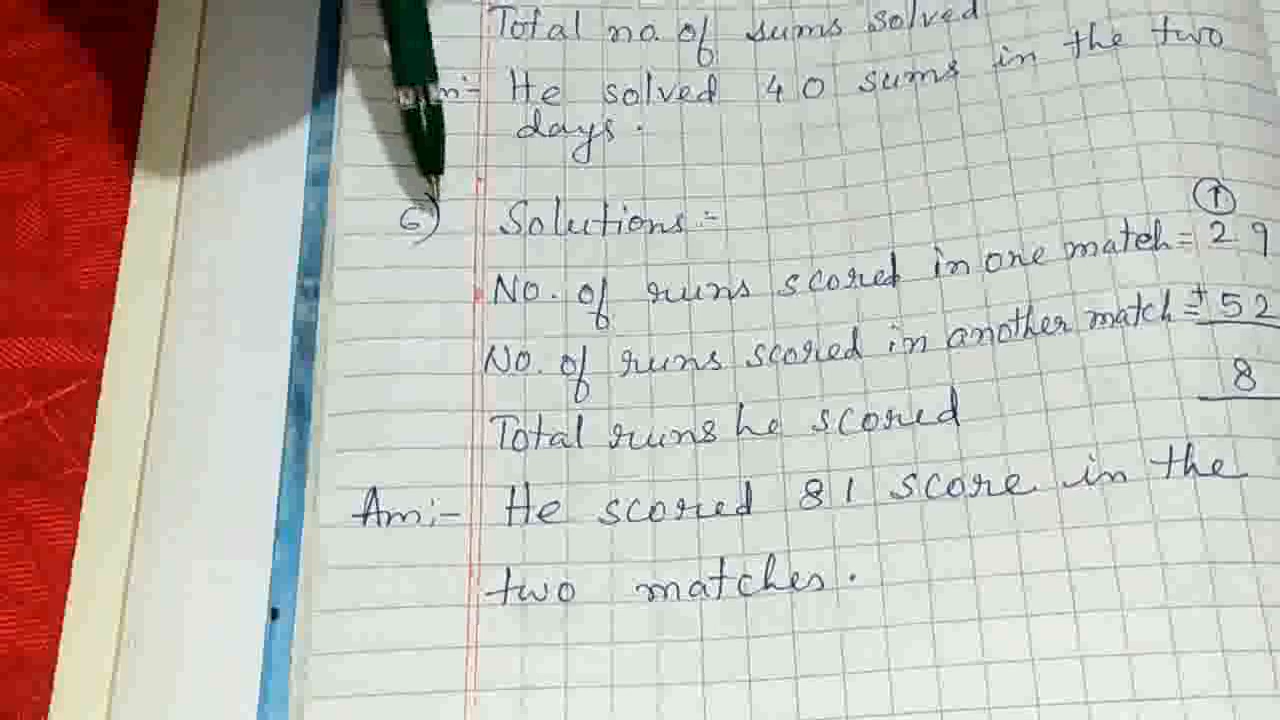 Total no. of sums solved
He solved 40 sums in the two
days.
6) Solutions:-
1
No. of runs scored in one match = 29
No. of runs scored in another match = + 52
8
Total runs he scored
Ans:- He scored 81 score in the
two matches.